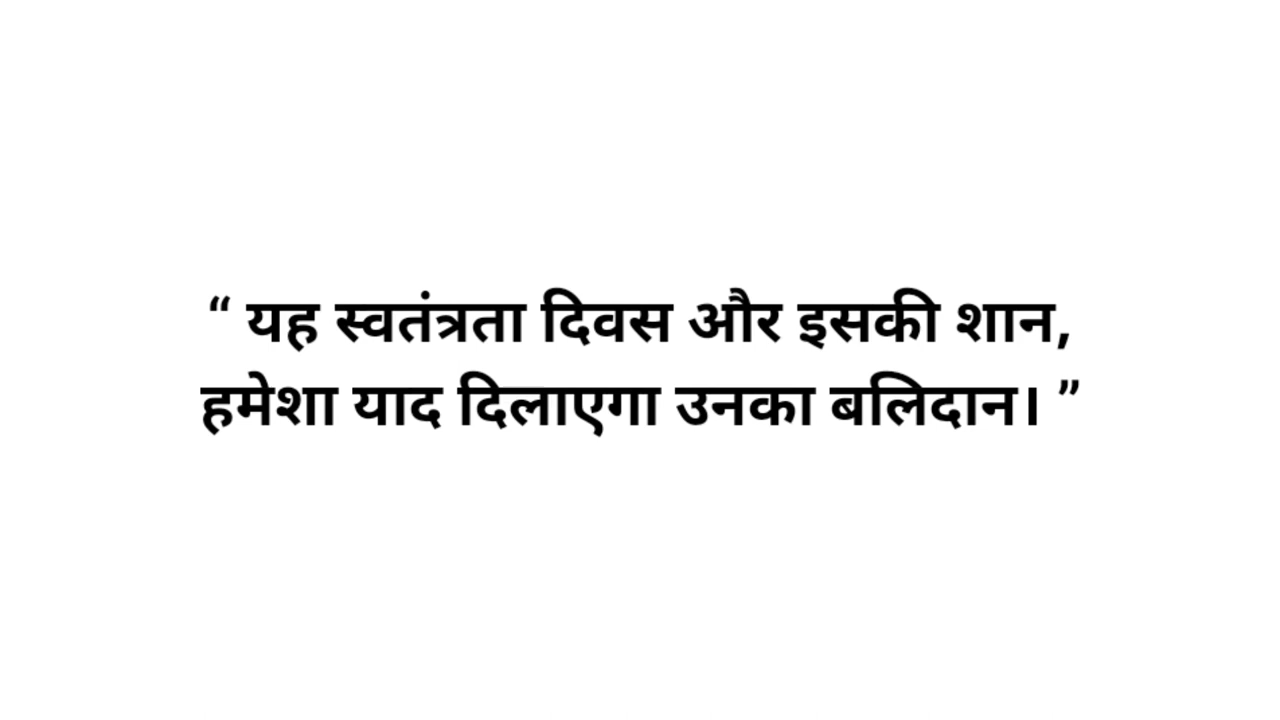 “ यह स्वतंत्रता दिवस और इसकी शान,
हमेशा याद दिलाएगा उनका बलिदान। ”